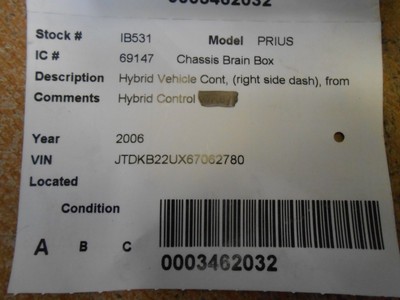 0003462032
Stock # IB531 Model PRIUS
IC # 69147 Chassis Brain Box
Description Hybrid Vehicle Cont, (right side dash), from
Comments Hybrid Control
Year 2006
VIN JTDKB22UX67062780
Located
Condition
A B C
0003462032